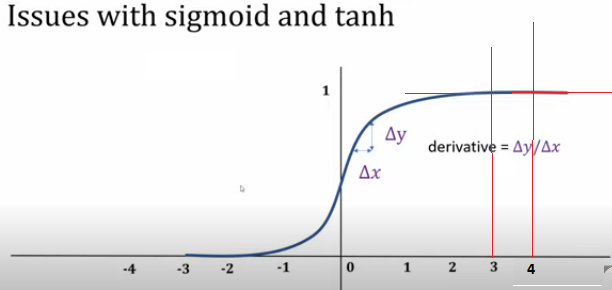 Issues with sigmoid and tanh
1
Δy
derivative = Δy/Δx
Δx
-4 -3 -2 -1 0 1 2 3 4